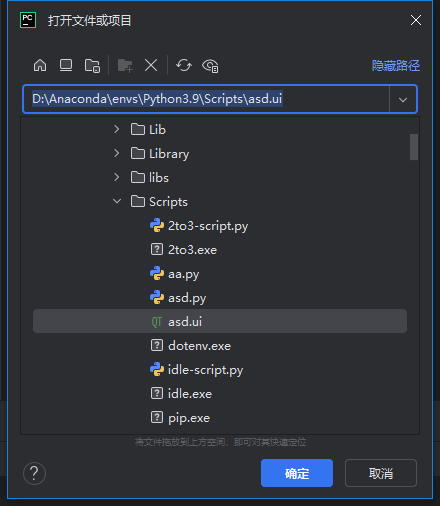 PC 打开文件或项目
隐藏路径
D:\Anaconda\envs\Python3.9\Scripts\asd.ui
Lib
Library
libs
Scripts
2to3-script.py
2to3.exe
aa.py
asd.py
QT asd.ui
dotenv.exe
idle-script.py
idle.exe
pip.exe
将文件拖放到上方空间，即可对其快速定位
? 确定 取消